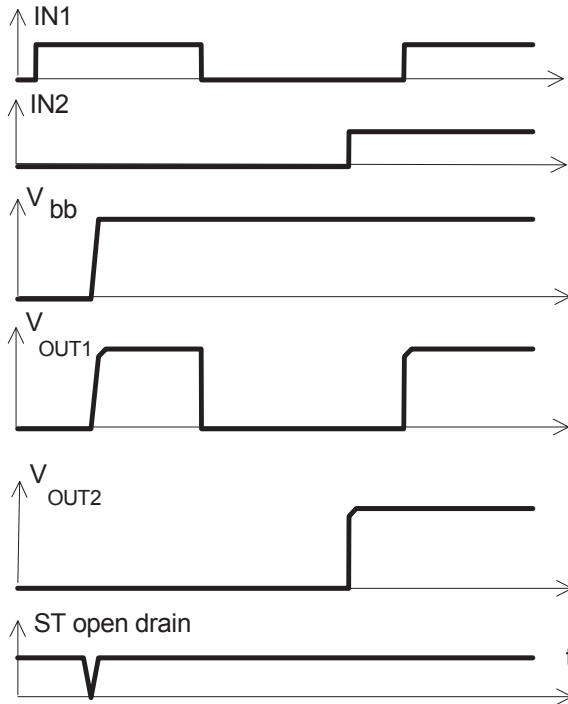 IN1
IN2
V bb
V OUT1
V OUT2
ST open drain
t